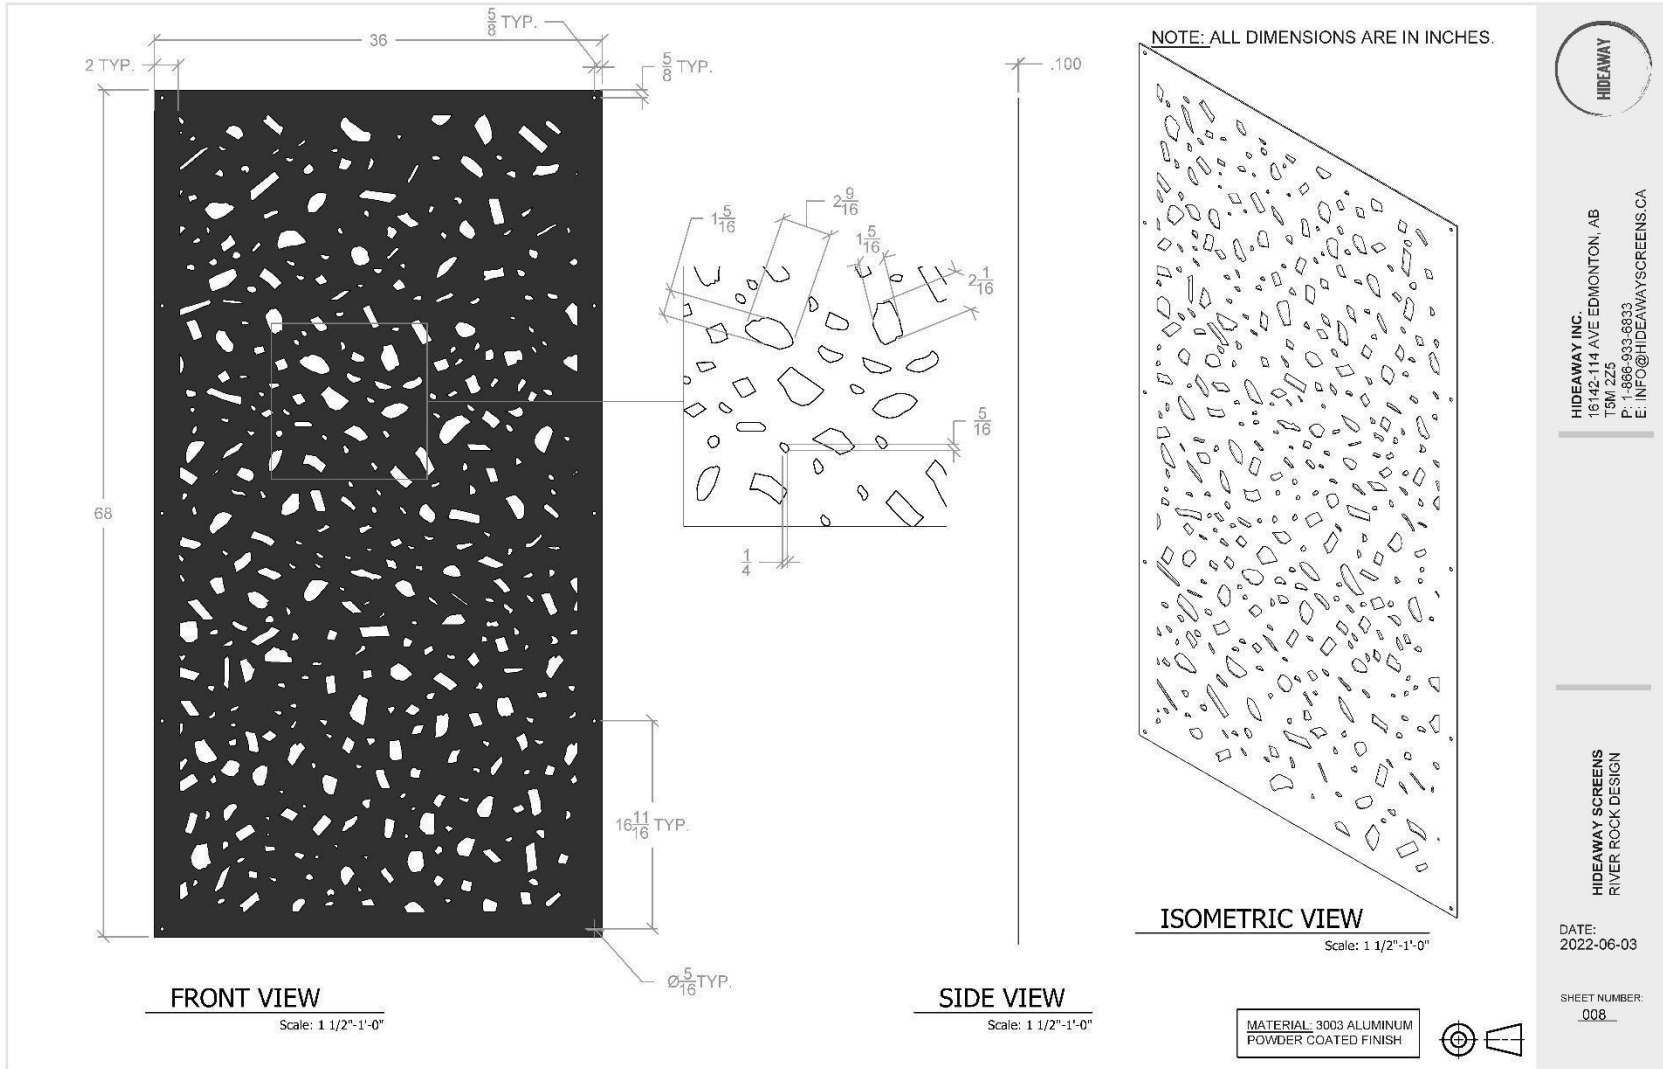 5/8 TYP.
36
2 TYP.
5/8 TYP.
68
16 11/16 TYP.
Ø5/16 TYP.
FRONT VIEW
Scale: 1 1/2"-1'-0"
1 5/16
2 9/16
1 5/16
2 1/16
5/16
1/4
.100
SIDE VIEW
Scale: 1 1/2"-1'-0"
NOTE: ALL DIMENSIONS ARE IN INCHES.
ISOMETRIC VIEW
Scale: 1 1/2"-1'-0"
MATERIAL: 3003 ALUMINUM
POWDER COATED FINISH
HIDEAWAY
HIDEAWAY INC.
16142-114 AVE EDMONTON, AB
T5M 2Z5
P: 1-866-933-6833
E: INFO@HIDEAWAYSCREENS.CA
HIDEAWAY SCREENS
RIVER ROCK DESIGN
DATE:
2022-06-03
SHEET NUMBER:
008